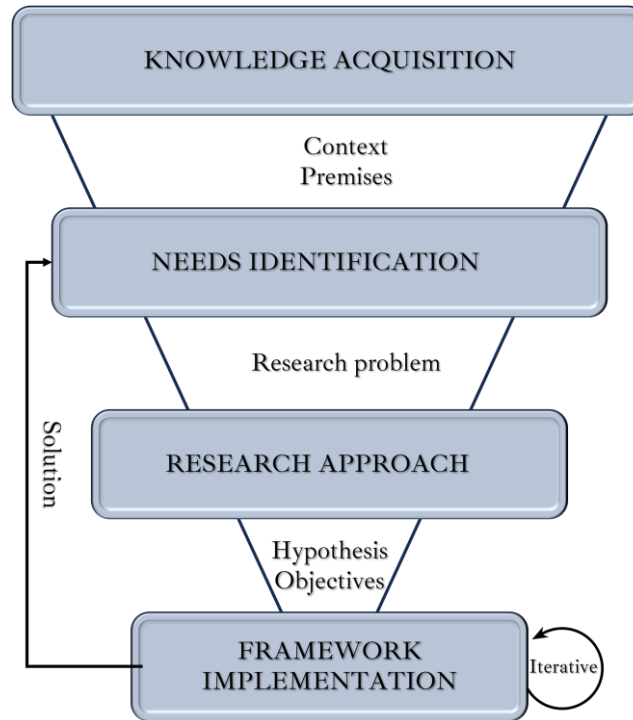 KNOWLEDGE ACQUISITION
Context
Premises
NEEDS IDENTIFICATION
Research problem
Solution
RESEARCH APPROACH
Hypothesis
Objectives
FRAMEWORK
IMPLEMENTATION
Iterative